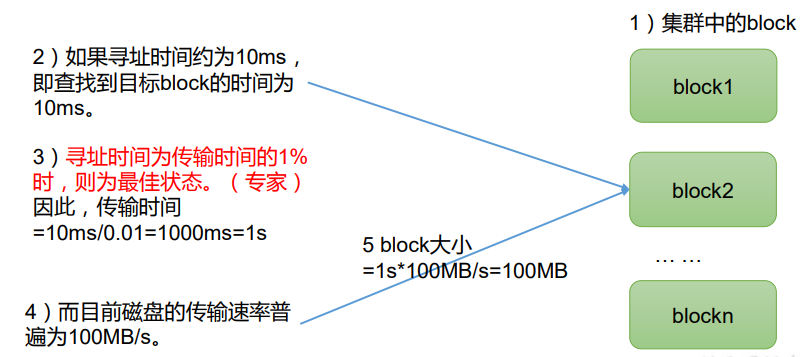 1）集群中的block
block1
2）如果寻址时间约为10ms，
即查找到目标block的时间为
10ms。
3）寻址时间为传输时间的1%
时，则为最佳状态。（专家）
因此，传输时间
=10ms/0.01=1000ms=1s
block2
5 block大小
=1s*100MB/s=100MB
… …
4）而目前磁盘的传输速率普
遍为100MB/s。
blockn